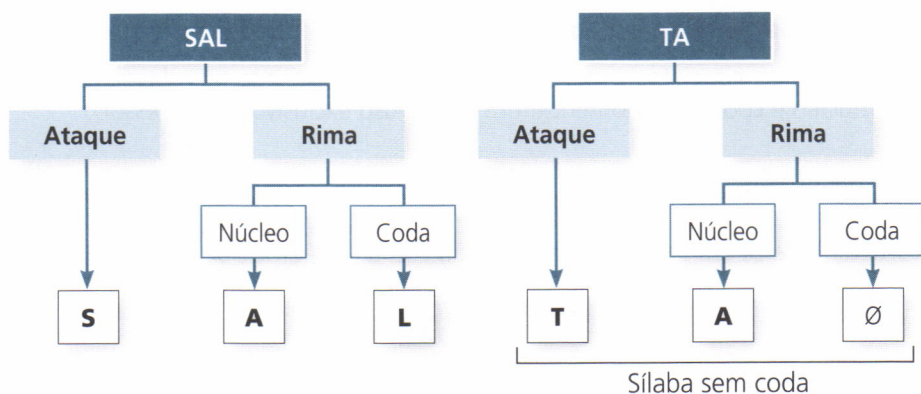 SAL TA
Ataque Rima Ataque Rima
Núcleo Coda Núcleo Coda
S A L T A Ø
Sílaba sem coda